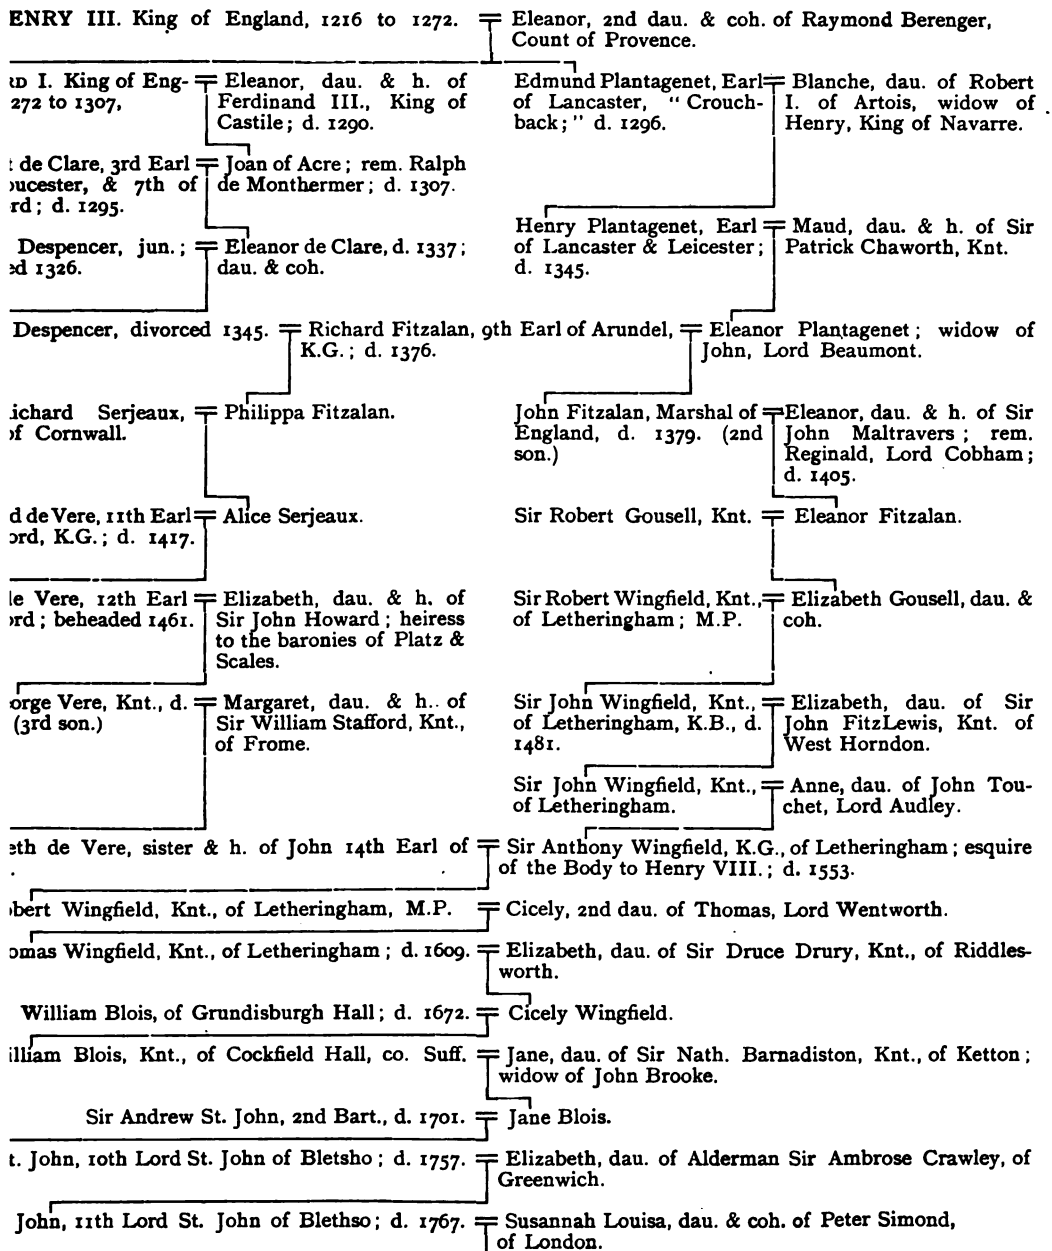 ENRY III. King of England, 1216 to 1272. = Eleanor, 2nd dau. & coh. of Raymond Berenger,
Count of Provence.
RD I. King of Eng-
272 to 1307,
Eleanor, dau. & h. of
Ferdinand III., King of
Castile; d. 1290.
Edmund Plantagenet, Earl
of Lancaster, "Crouch-
back;" d. 1296.
Blanche, dau. of Robert
I. of Artois, widow of
Henry, King of Navarre.
t de Clare, 3rd Earl
oucester, & 7th of
rd; d. 1295.
Joan of Acre; rem. Ralph
de Monthermer; d. 1307.
Despencer, jun.;
ed 1326.
Eleanor de Clare, d. 1337;
dau. & coh.
Henry Plantagenet, Earl
of Lancaster & Leicester;
d. 1345.
Maud, dau. & h. of Sir
Patrick Chaworth, Knt.
Despencer, divorced 1345. = Richard Fitzalan, 9th Earl of Arundel,
K.G.; d. 1376.
Eleanor Plantagenet; widow of
John, Lord Beaumont.
ichard Serjeaux,
of Cornwall.
Philippa Fitzalan.
John Fitzalan, Marshal of
England, d. 1379. (2nd
son.)
Eleanor, dau. & h. of Sir
John Maltravers; rem.
Reginald, Lord Cobham;
d. 1405.
d de Vere, 11th Earl
ord, K.G.; d. 1417.
Alice Serjeaux.
Sir Robert Gousell, Knt. = Eleanor Fitzalan.
le Vere, 12th Earl
ord; beheaded 1461.
Elizabeth, dau. & h. of
Sir John Howard; heiress
to the baronies of Platz &
Scales.
Sir Robert Wingfield, Knt.,
of Letheringham; M.P.
Elizabeth Gousell, dau. &
coh.
orge Vere, Knt., d.
(3rd son.)
Margaret, dau. & h. of
Sir William Stafford, Knt.,
of Frome.
Sir John Wingfield, Knt.,
of Letheringham, K.B., d.
1481.
Elizabeth, dau. of Sir
John FitzLewis, Knt. of
West Horndon.
Sir John Wingfield, Knt.,
of Letheringham.
Anne, dau. of John Tou-
chet, Lord Audley.
eth de Vere, sister & h. of John 14th Earl of = Sir Anthony Wingfield, K.G., of Letheringham; esquire
of the Body to Henry VIII.; d. 1553.
obert Wingfield, Knt., of Letheringham, M.P. = Cicely, 2nd dau. of Thomas, Lord Wentworth.
omas Wingfield, Knt., of Letheringham; d. 1609. = Elizabeth, dau. of Sir Druce Drury, Knt., of Riddles-
worth.
William Blois, of Grundisburgh Hall; d. 1672. = Cicely Wingfield.
illiam Blois, Knt., of Cockfield Hall, co. Suff. = Jane, dau. of Sir Nath. Barnadiston, Knt., of Ketton;
widow of John Brooke.
Sir Andrew St. John, 2nd Bart., d. 1701. = Jane Blois.
t. John, 10th Lord St. John of Bletsho; d. 1757. = Elizabeth, dau. of Alderman Sir Ambrose Crawley, of
Greenwich.
John, 11th Lord St. John of Blethso; d. 1767. = Susannah Louisa, dau. & coh. of Peter Simond,
of London.